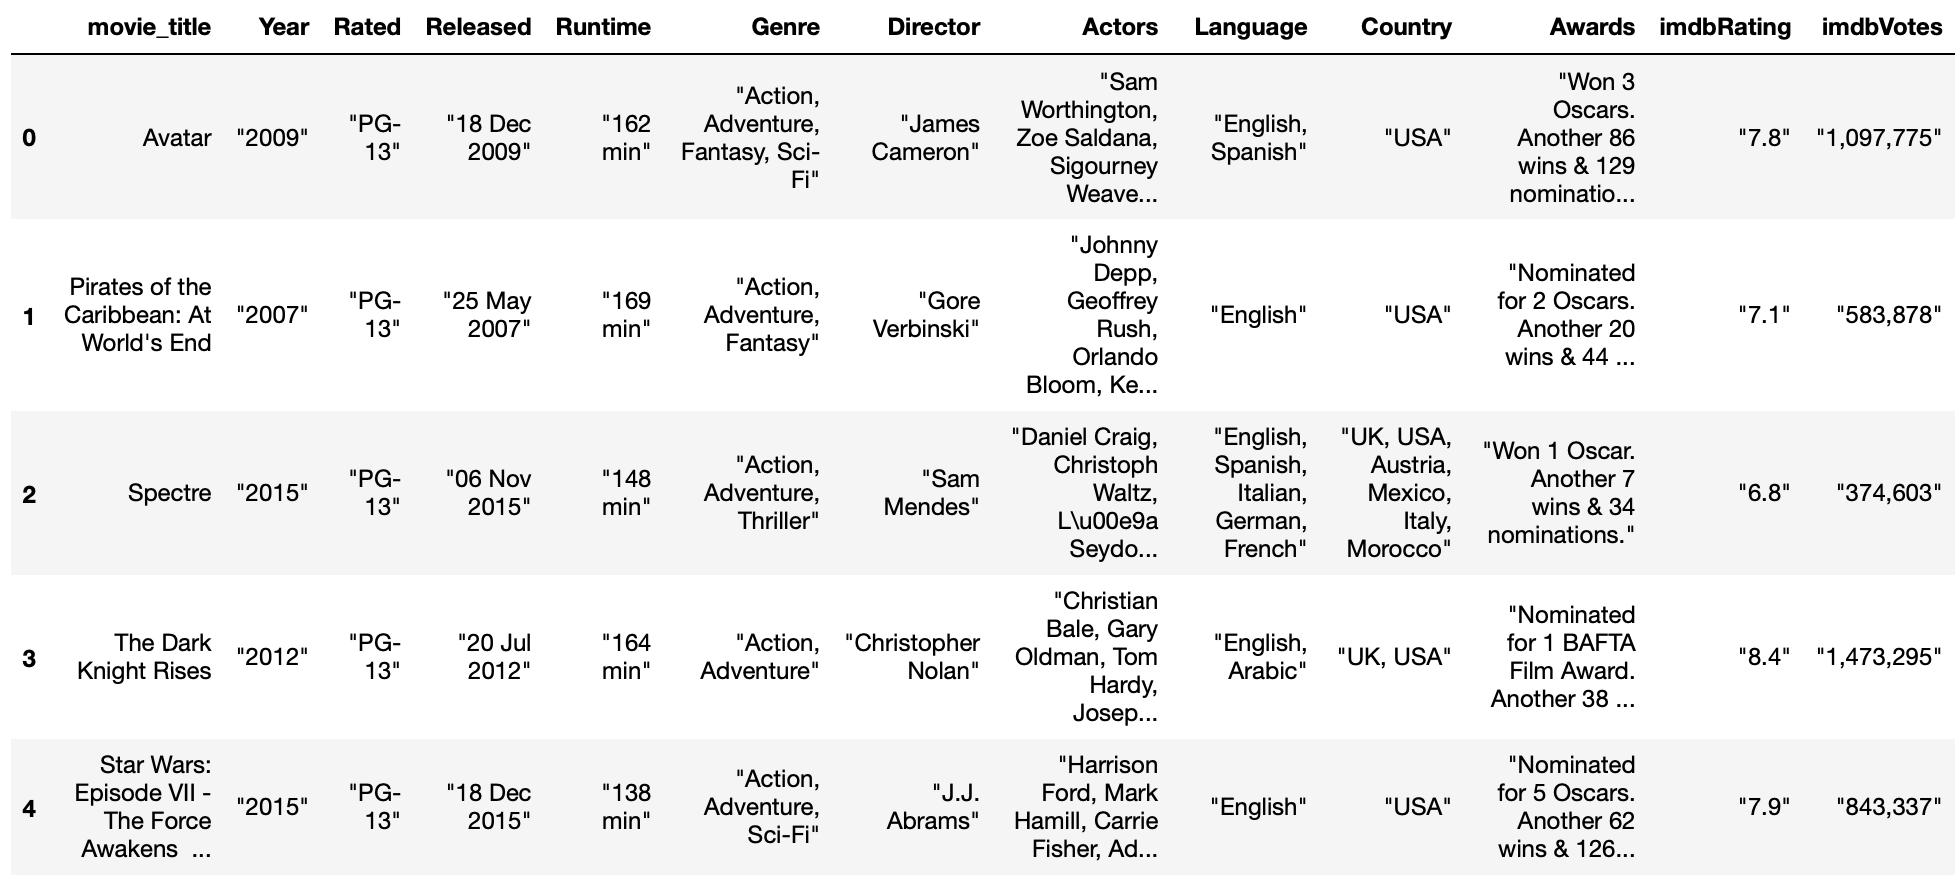 movie_title Year Rated Released Runtime Genre Director Actors Language Country Awards imdbRating imdbVotes
0
Avatar
"2009"
"PG-
13"
"18 Dec
2009"
"162
min"
"Action,
Adventure,
Fantasy, Sci-
Fi"
"James
Cameron"
"Sam
Worthington,
Zoe Saldana,
Sigourney
Weave...
"English,
Spanish"
"USA"
"Won 3
Oscars.
Another 86
wins & 129
nominatio...
"7.8"
"1,097,775"
1
Pirates of the
Caribbean: At
World's End
"2007"
"PG-
13"
"25 May
2007"
"169
min"
"Action,
Adventure,
Fantasy"
"Gore
Verbinski"
"Johnny
Depp,
Geoffrey
Rush,
Orlando
Bloom, Ke...
"English"
"USA"
"Nominated
for 2 Oscars.
Another 20
wins & 44 ...
"7.1"
"583,878"
2
Spectre
"2015"
"PG-
13"
"06 Nov
2015"
"148
min"
"Action,
Adventure,
Thriller"
"Sam
Mendes"
"Daniel Craig,
Christoph
Waltz,
L\u00e9a
Seydo...
"English,
Spanish,
Italian,
German,
French"
"UK, USA,
Austria,
Mexico,
Italy,
Morocco"
"Won 1 Oscar.
Another 7
wins & 34
nominations."
"6.8"
"374,603"
3
The Dark
Knight Rises
"2012"
"PG-
13"
"20 Jul
2012"
"164
min"
"Action,
Adventure"
"Christopher
Nolan"
"Christian
Bale, Gary
Oldman, Tom
Hardy,
Josep...
"English,
Arabic"
"UK, USA"
"Nominated
for 1 BAFTA
Film Award.
Another 38 ...
"8.4"
"1,473,295"
4
Star Wars:
Episode VII -
The Force
Awakens ...
"2015"
"PG-
13"
"18 Dec
2015"
"138
min"
"Action,
Adventure,
Sci-Fi"
"J.J.
Abrams"
"Harrison
Ford, Mark
Hamill, Carrie
Fisher, Ad...
"English"
"USA"
"Nominated
for 5 Oscars.
Another 62
wins & 126...
"7.9"
"843,337"